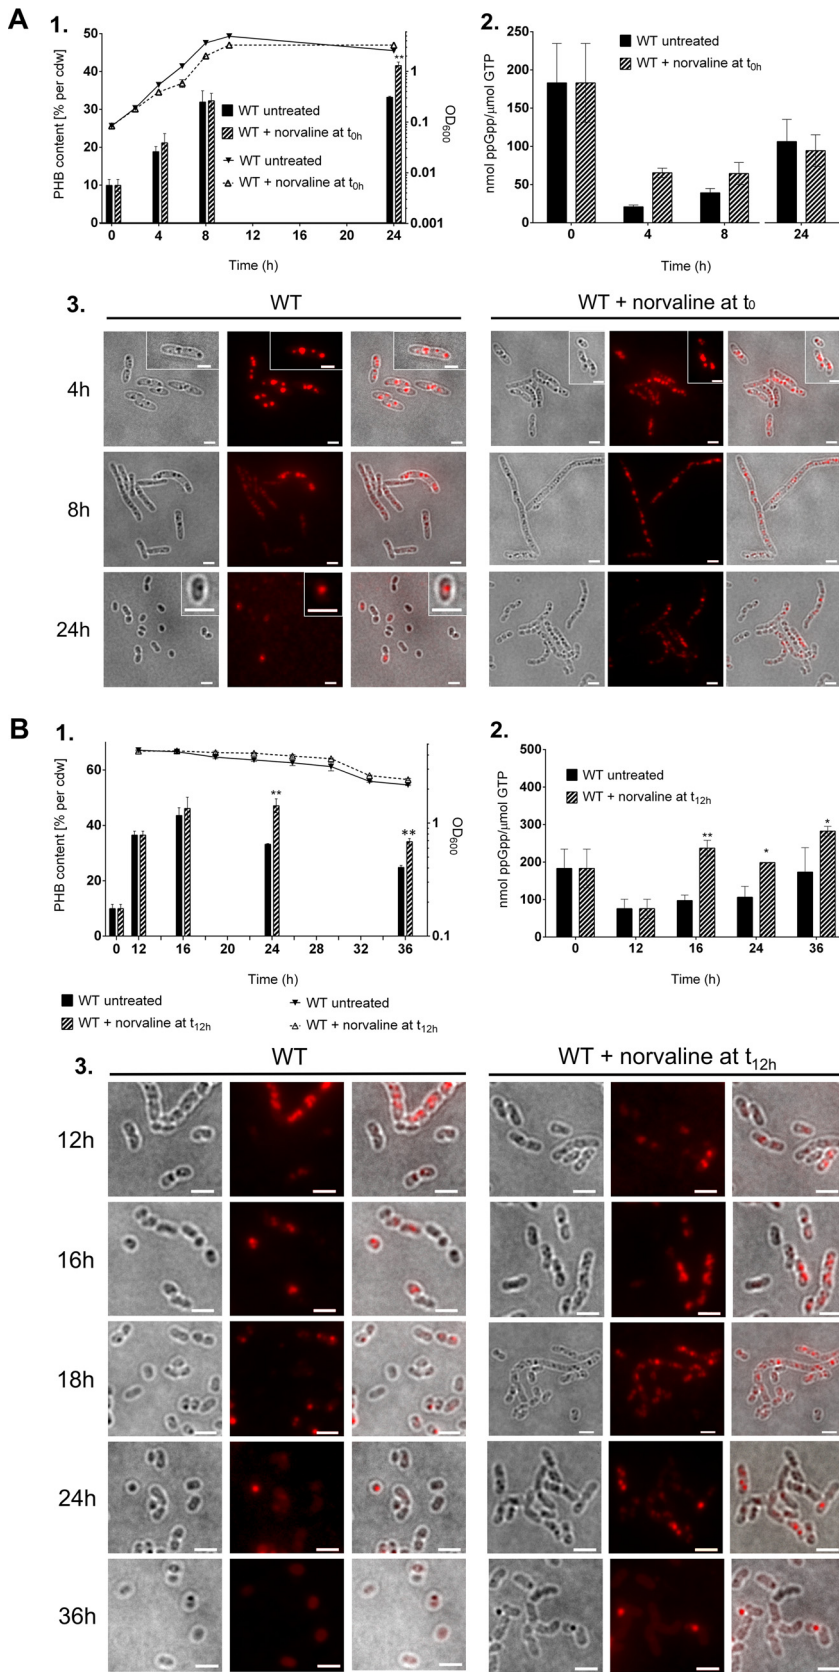 A
1.
PHB content [% per cdw]
50
40
30
20
10
0
0 4 8 12 16 20 24
Time (h)
1
0.1
0.01
0.001
OD600
**
WT untreated
WT + norvaline at t0h
WT untreated
WT + norvaline at t0h
2.
nmol ppGpp/µmol GTP
250
200
150
100
50
0
0 4 8 24
Time (h)
WT untreated
WT + norvaline at t0h
3.
WT
WT + norvaline at t0
4h
8h
24h
B
1.
PHB content [% per cdw]
60
40
20
0
0 12 16 20 24 28 32 36
Time (h)
1
0.1
OD600
**
**
WT untreated
WT + norvaline at t12h
WT untreated
WT + norvaline at t12h
2.
nmol ppGpp/µmol GTP
500
400
300
200
100
0
0 12 16 24 36
Time (h)
WT untreated
WT + norvaline at t12h
**
*
*
3.
WT
WT + norvaline at t12h
12h
16h
18h
24h
36h